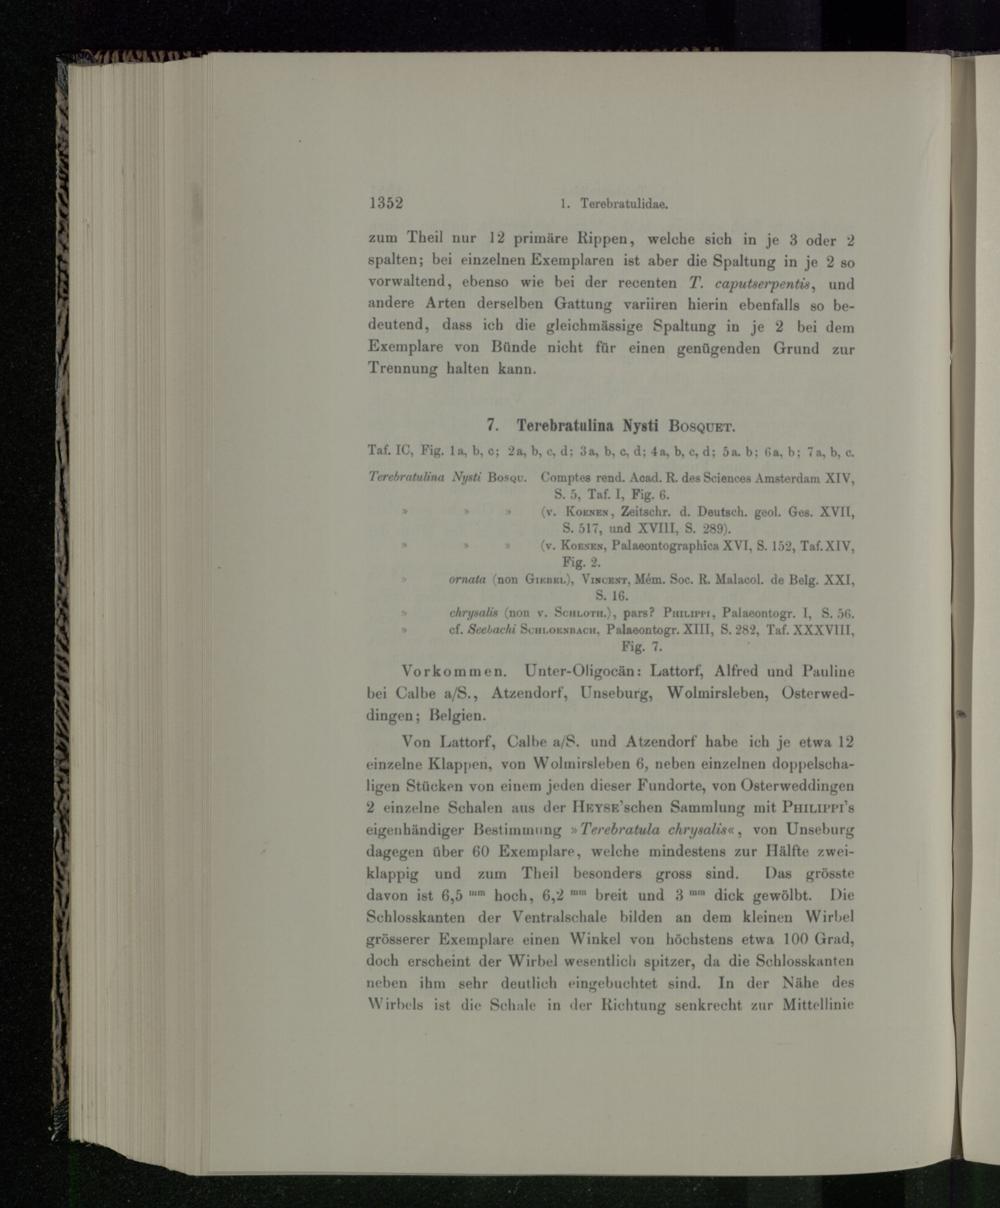 1352
1. Terebratulidae.
zum Theil nur 12 primäre Rippen, welche sich in je 3 oder 2
spalten; bei einzelnen Exemplaren ist aber die Spaltung in je 2 so
vorwaltend, ebenso wie bei der recenten T. caputserpentis, und
andere Arten derselben Gattung variiren hierin ebenfalls so be-
deutend, dass ich die gleichmässige Spaltung in je 2 bei dem
Exemplare von Bünde nicht für einen genügenden Grund zur
Trennung halten kann.
7. Terebratulina Nysti BOSQUET.
Taf. IC, Fig. 1a, b, c; 2a, b, c, d; 3a, b, c, d; 4a, b, c, d; 5a. b; 6a, b; 7a, b, c.
Terebratulina Nysti BOSQU. Comptes rend. Acad. R. des Sciences Amsterdam XIV,
S. 5, Taf. I, Fig. 6.
» » » (v. KOENEN, Zeitschr. d. Deutsch. geol. Ges. XVII,
S. 517, und XVIII, S. 289).
» » » (v. KOENEN, Palaeontographica XVI, S. 152, Taf. XIV,
Fig. 2.
» ornata (non GIEBEL), VINCENT, Mém. Soc. R. Malacol. de Belg. XXI,
S. 16.
» chrysalis (non v. SCHLOTH.), pars? PHILIPPI, Palaeontogr. I, S. 56.
» cf. Seebachi SCHLOENBACH, Palaeontogr. XIII, S. 282, Taf. XXXVIII,
Fig. 7.
Vorkommen. Unter-Oligocän: Lattorf, Alfred und Pauline
bei Calbe a/S., Atzendorf, Unseburg, Wolmirsleben, Osterwed-
dingen; Belgien.
Von Lattorf, Calbe a/S. und Atzendorf habe ich je etwa 12
einzelne Klappen, von Wolmirsleben 6, neben einzelnen doppelscha-
ligen Stücken von einem jeden dieser Fundorte, von Osterweddingen
2 einzelne Schalen aus der HEYSE'schen Sammlung mit PHILIPPI's
eigenhändiger Bestimmung »Terebratula chrysalis«, von Unseburg
dagegen über 60 Exemplare, welche mindestens zur Hälfte zwei-
klappig und zum Theil besonders gross sind. Das grösste
davon ist 6,5 mm hoch, 6,2 mm breit und 3 mm dick gewölbt. Die
Schlosskanten der Ventralschale bilden an dem kleinen Wirbel
grösserer Exemplare einen Winkel von höchstens etwa 100 Grad,
doch erscheint der Wirbel wesentlich spitzer, da die Schlosskanten
neben ihm sehr deutlich eingebuchtet sind. In der Nähe des
Wirbels ist die Schale in der Richtung senkrecht zur Mittellinie